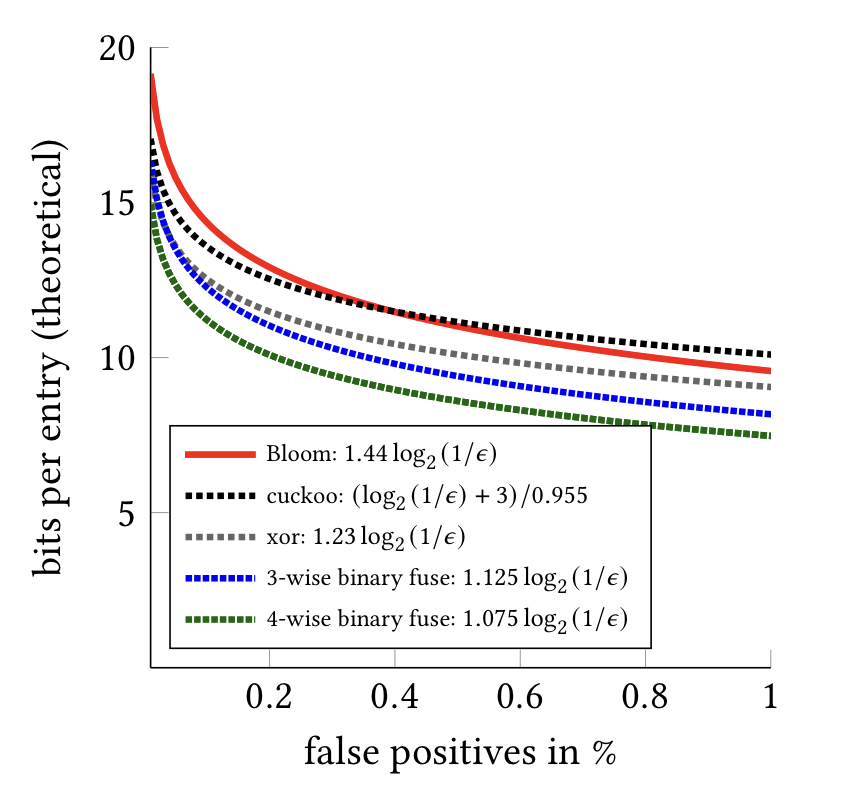 20
15
10
5
bits per entry (theoretical)
Bloom: 1.44 log₂(1/ϵ)
cuckoo: (log₂(1/ϵ) + 3)/0.955
xor: 1.23 log₂(1/ϵ)
3-wise binary fuse: 1.125 log₂(1/ϵ)
4-wise binary fuse: 1.075 log₂(1/ϵ)
0.2 0.4 0.6 0.8 1
false positives in %